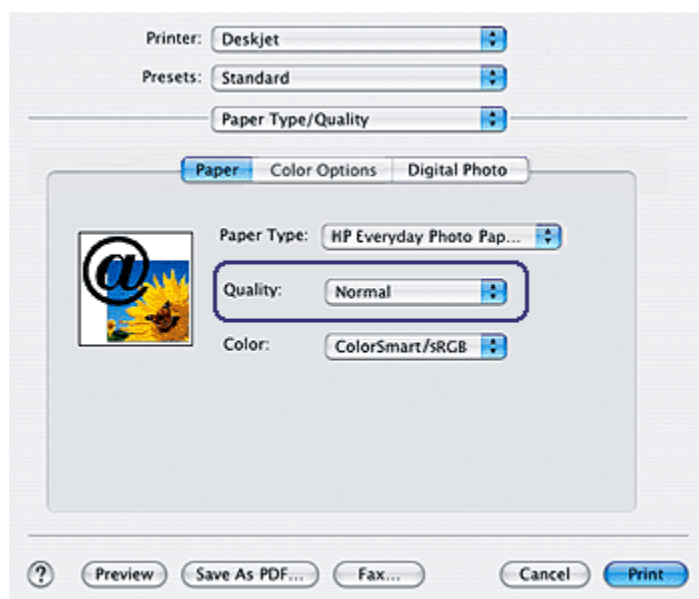 Printer: Deskjet
Presets: Standard
Paper Type/Quality
Paper Color Options Digital Photo
Paper Type: HP Everyday Photo Pap...
@
Quality: Normal
Color: ColorSmart/sRGB
? Preview Save As PDF... Fax... Cancel Print